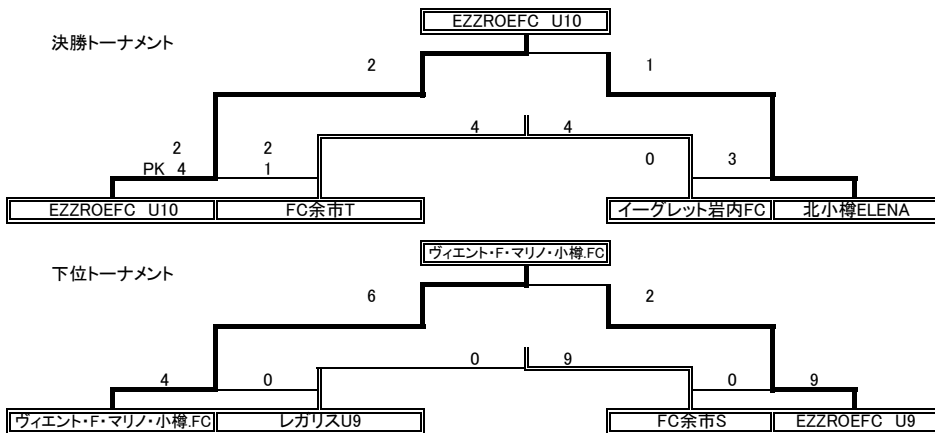 EZZROEFC U10
決勝トーナメント
2 1
4 4
2 2
0 3
PK 4 1
EZZROEFC U10 FC余市T イーグレット岩内FC 北小樽ELENA
ヴィエント・F・マリノ・小樽.FC
下位トーナメント
6 2
0 9
4 0 0 9
ヴィエント・F・マリノ・小樽.FC レガリスU9 FC余市S EZZROEFC U9